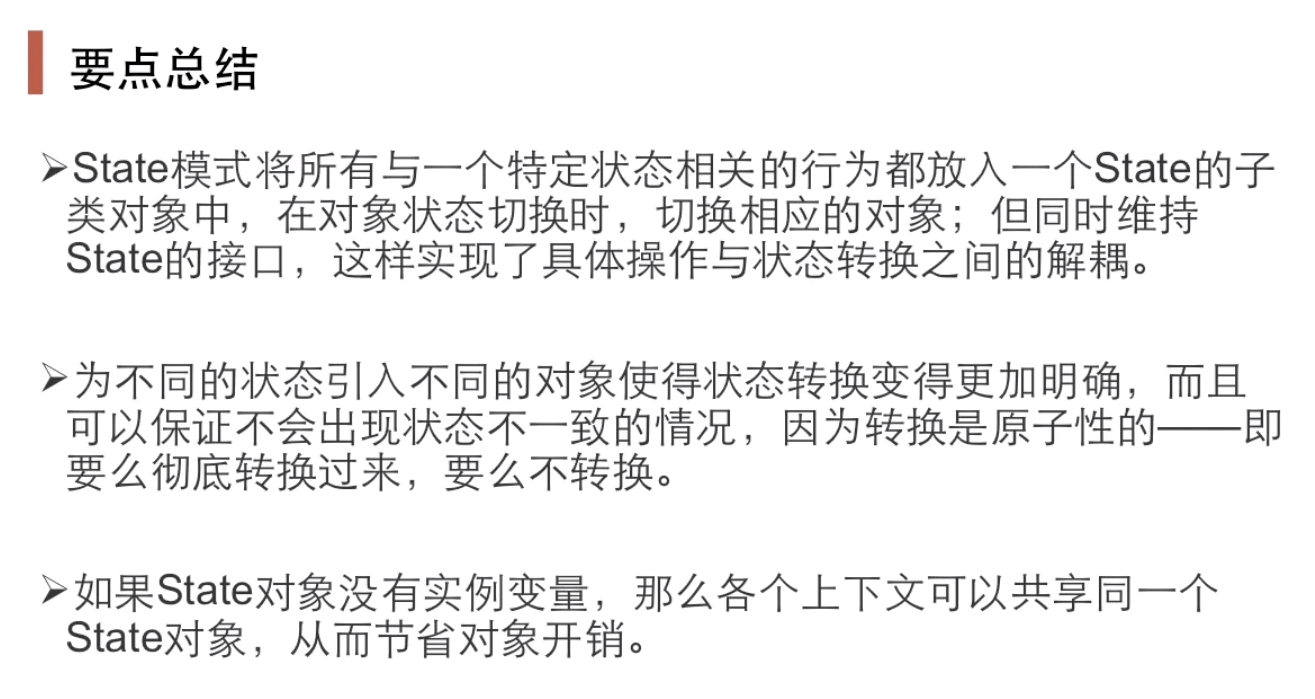 要点总结
➢State模式将所有与一个特定状态相关的行为都放入一个State的子
类对象中，在对象状态切换时，切换相应的对象；但同时维持
State的接口，这样实现了具体操作与状态转换之间的解耦。
➢为不同的状态引入不同的对象使得状态转换变得更加明确，而且
可以保证不会出现状态不一致的情况，因为转换是原子性的——即
要么彻底转换过来，要么不转换。
➢如果State对象没有实例变量，那么各个上下文可以共享同一个
State对象，从而节省对象开销。